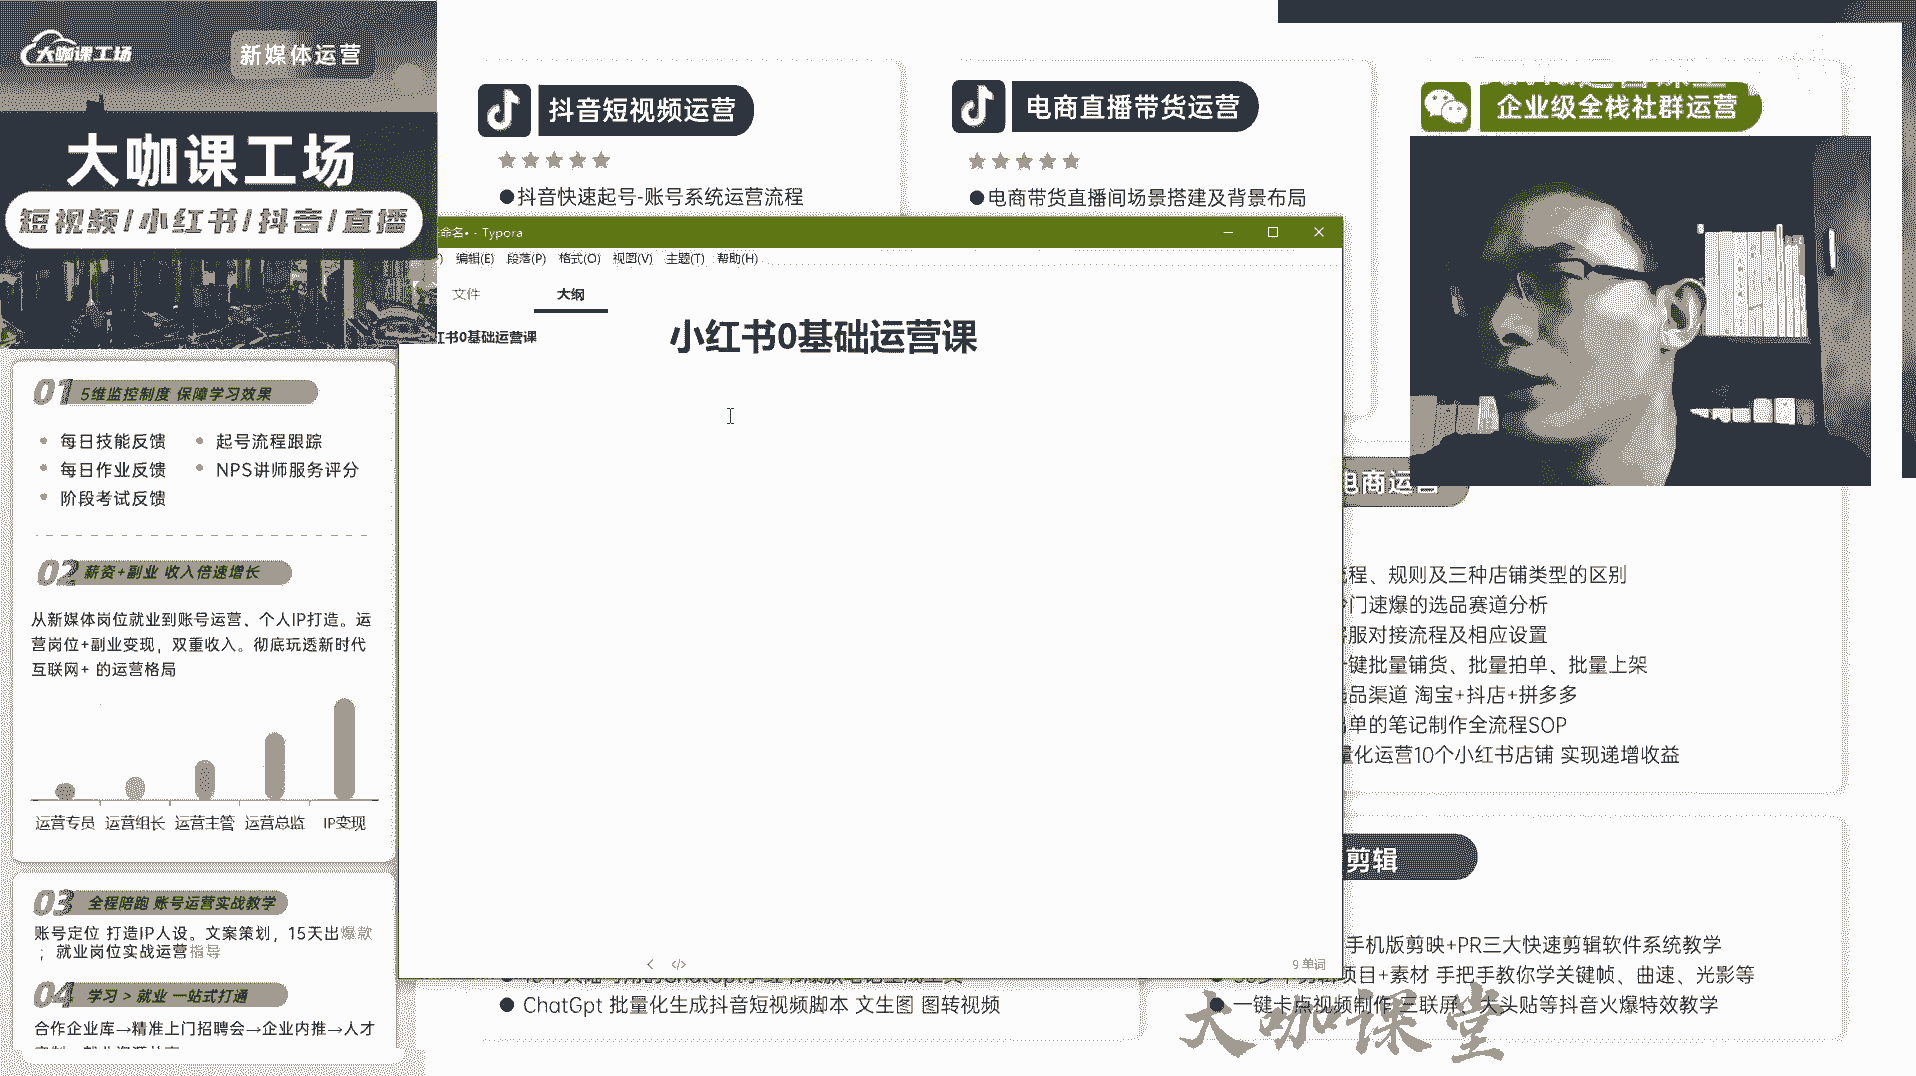 大咖课工场
新媒体运营
大咖课工场
短视频/小红书/抖音/直播
01 5维监控制度 保障学习效果
每日技能反馈
起号流程跟踪
每日作业反馈
NPS讲师服务评分
阶段考试反馈
02 薪资+副业 收入倍速增长
从新媒体岗位就业到账号运营、个人IP打造。运
营岗位+副业变现，双重收入。彻底玩透新时代
互联网+ 的运营格局
运营专员 运营组长 运营主管 运营总监 IP变现
03 全程陪跑 账号运营实战教学
账号定位 打造IP人设。文案策划，15天出爆款
；就业岗位实战运营指导
04 学习 > 就业 一站式打通
合作企业库→精准上门招聘会→企业内推→人才
抖音短视频运营
●抖音快速起号-账号系统运营流程
电商直播带货运营
●电商带货直播间场景搭建及背景布局
企业级全栈社群运营
命名• - Typora
编辑(E) 段落(P) 格式(O) 视图(V) 主题(T) 帮助(H)
文件
大纲
红书0基础运营课
小红书0基础运营课
9 单词
电商运营
程、规则及三种店铺类型的区别
门速爆的选品赛道分析
服对接流程及相应设置
键批量铺货、批量拍单、批量上架
品渠道 淘宝+抖店+拼多多
单的笔记制作全流程SOP
量化运营10个小红书店铺 实现递增收益
剪辑
手机版剪映+PR三大快速剪辑软件系统教学
项目+素材 手把手教你学关键帧、曲速、光影等
● 一键卡点视频制作 三联屏、大头贴等抖音火爆特效教学
● ChatGpt 批量化生成抖音短视频脚本 文生图 图转视频
大咖课堂